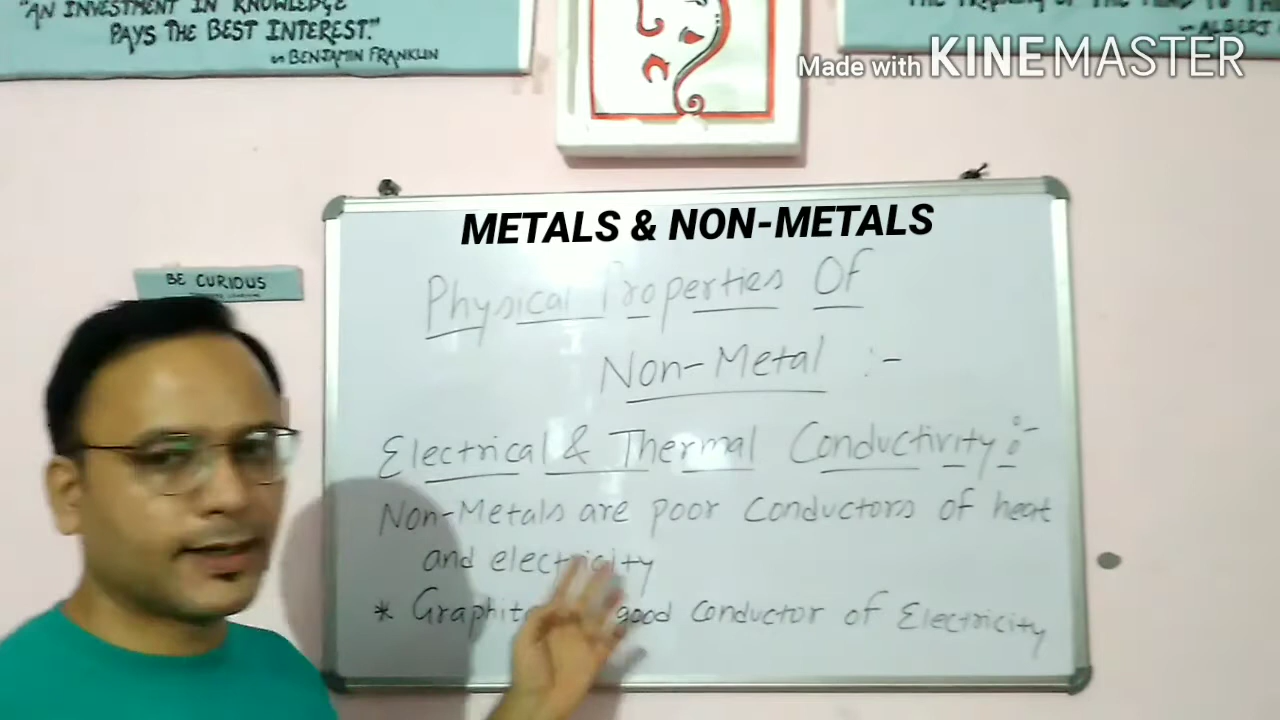 "AN INVESTMENT IN KNOWLEDGE
PAYS THE BEST INTEREST."
~ BENJAMIN FRANKLIN
~ ALBERT
Made with KINEMASTER
METALS & NON-METALS
BE CURIOUS
Physical Properties Of
Non-Metal :-
Electrical & Thermal Conductivity :-
Non-Metals are poor conductors of heat
and electricity
* Graphite good conductor of Electricity